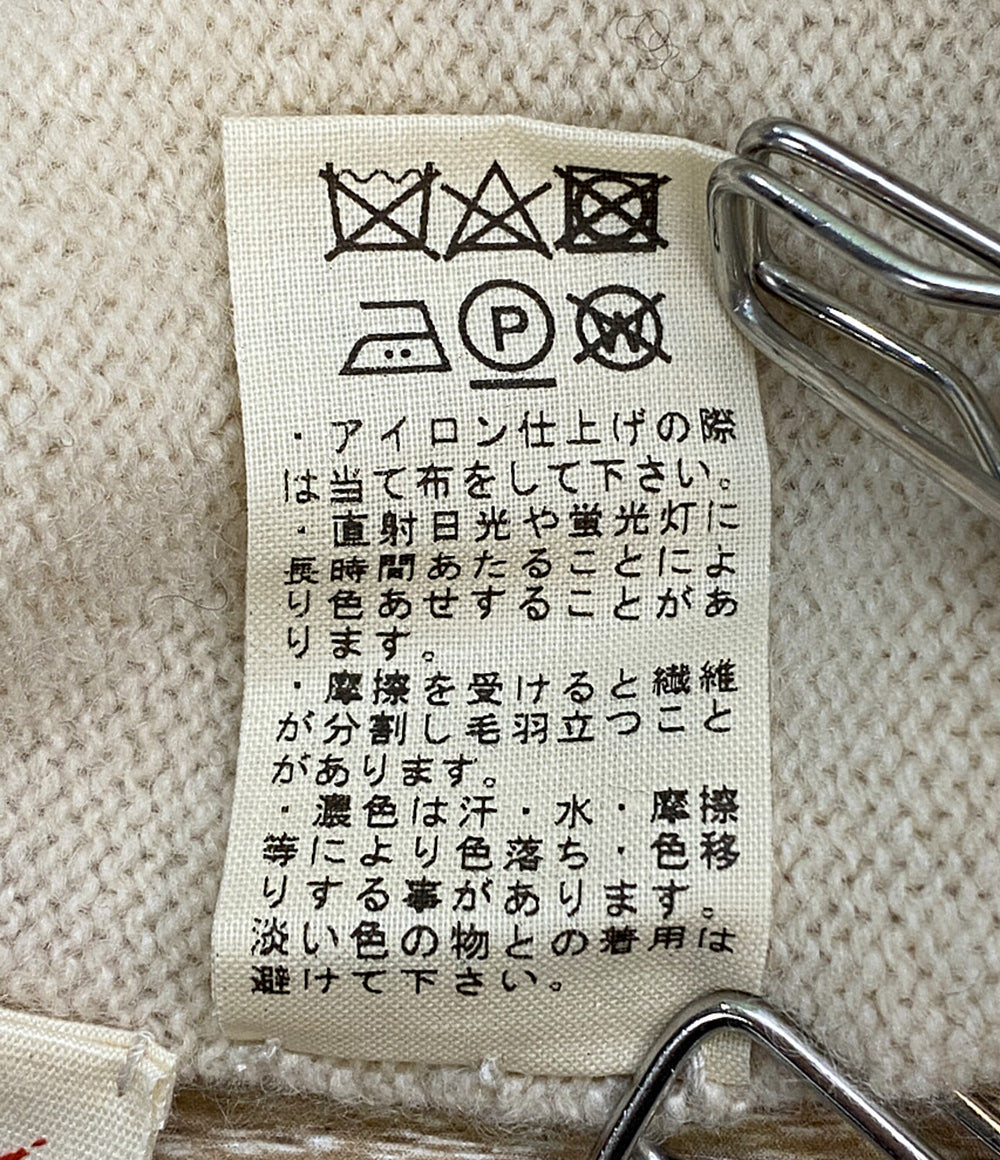 P
W
・アイロン仕上げの際
は当て布をして下さい。
・直射日光や蛍光灯に
長時間あたることによ
り色あせすることがあ
ります。
・摩擦を受けると繊維
が分割し毛羽立つこと
があります。
・濃色は汗・水・摩擦
等により色落ち・色移
りする事があります。
淡い色の物との着用は
避けて下さい。